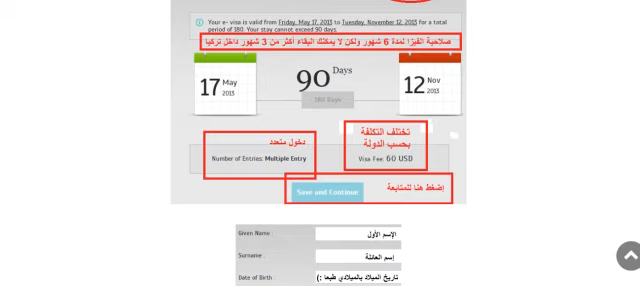 Your e- visa is valid from Friday, May 17, 2013 to Tuesday, November 12, 2013 for a total
period of 180. Your stay cannot exceed 90 days.
صلاحية الفيزا لمدة 6 شهور ولكن لا يمكنك البقاء أكثر من 3 شهور داخل تركيا
17 May 2013
90 Days
180 Days
12 Nov 2013
دخول متعدد
Number of Entries: Multiple Entry
تختلف التكلفة
بحسب الدولة
Visa Fee: 60 USD
Save and Continue
إضغط هنا للمتابعة
Given Name : الإسم الأول
Surname : إسم العائلة
Date of Birth : تاريخ الميلاد بالميلادي طبعا :)